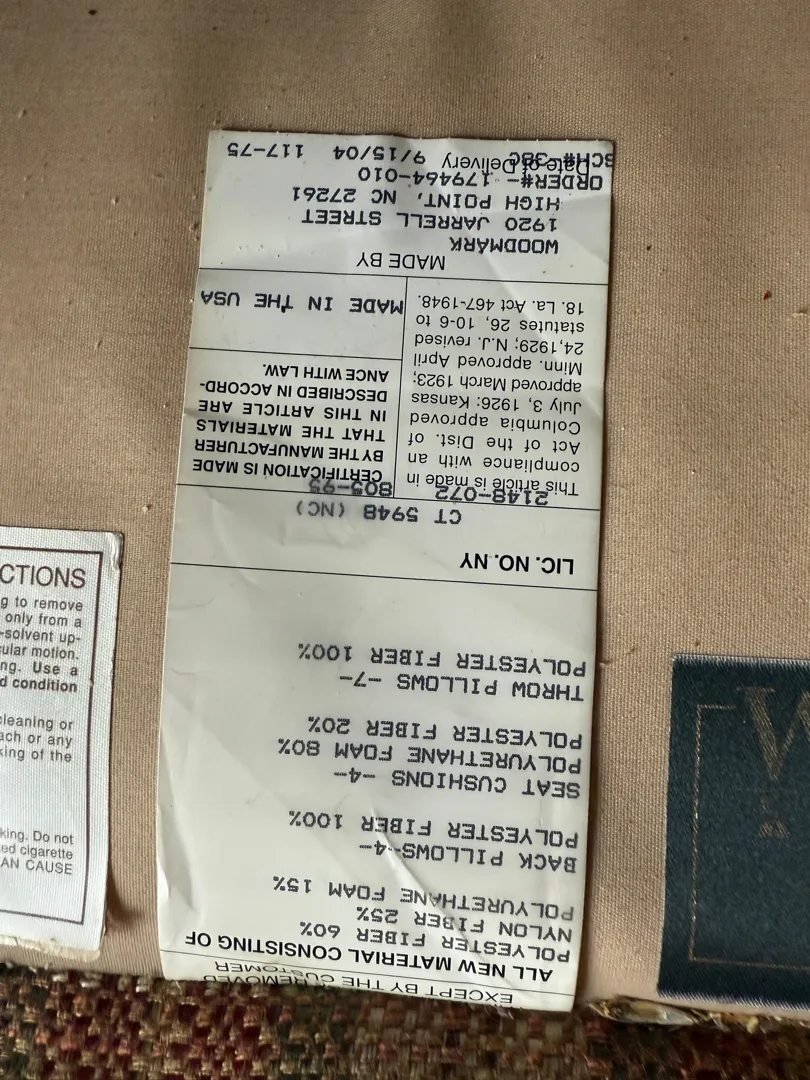 EXCEPT BY THE CUSTOMER
ALL NEW MATERIAL CONSISTING OF
POLYESTER FIBER 60%
NYLON FIBER 25%
POLYURETHANE FOAM 15%
BACK PILLOWS-4--
POLYESTER FIBER 100%
SEAT CUSHIONS -4--
POLYURETHANE FOAM 80%
POLYESTER FIBER 20%
THROW PILLOWS -7-
POLYESTER FIBER 100%
LIC. NO. NY
CT 5948 (NC)
2148-072 805-95
This article is made in
compliance with an
Act of the Dist. of
Columbia approved
July 3, 1926: Kansas
approved March 1923;
Minn. approved April
24,1929; N.J. revised
statutes 26, 10-6 to
18. La. Act 467-1948.
CERTIFICATION IS MADE
BY THE MANUFACTURER
THAT THE MATERIALS
IN THIS ARTICLE ARE
DESCRIBED IN ACCORD-
ANCE WITH LAW.
MADE IN THE USA
MADE BY
WOODMARK
1920 JARRELL STREET
HIGH POINT, NC 27261
ORDER#- 179464-010
Date of Delivery 9/15/04 117-75
SCH#-3BC
CTIONS
g to remove
only from a
-solvent up-
cular motion.
ng. Use a
d condition
leaning or
ach or any
king of the
king. Do not
ed cigarette
AN CAUSE
W